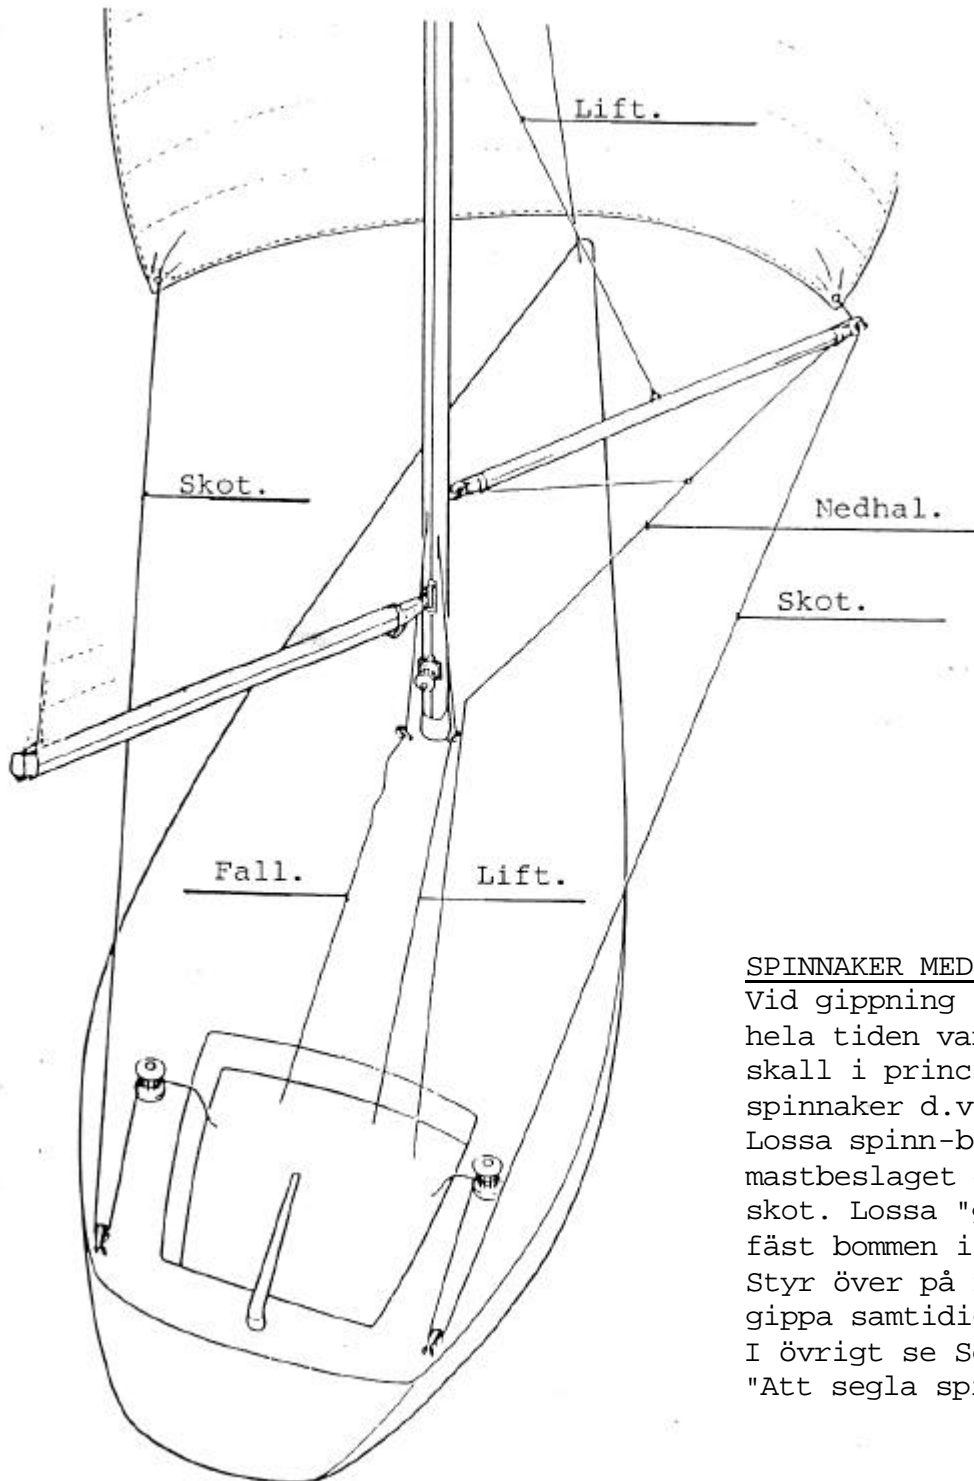 Lift.
Skot.
Nedhal.
Skot.
Fall.
Lift.
SPINNAKER MED
Vid gippning
hela tiden va
skall i princ
spinnaker d.v
Lossa spinn-b
mastbeslaget
skot. Lossa "g
fäst bommen i
Styr över på
gippa samtidi
I övrigt se S
"Att segla sp